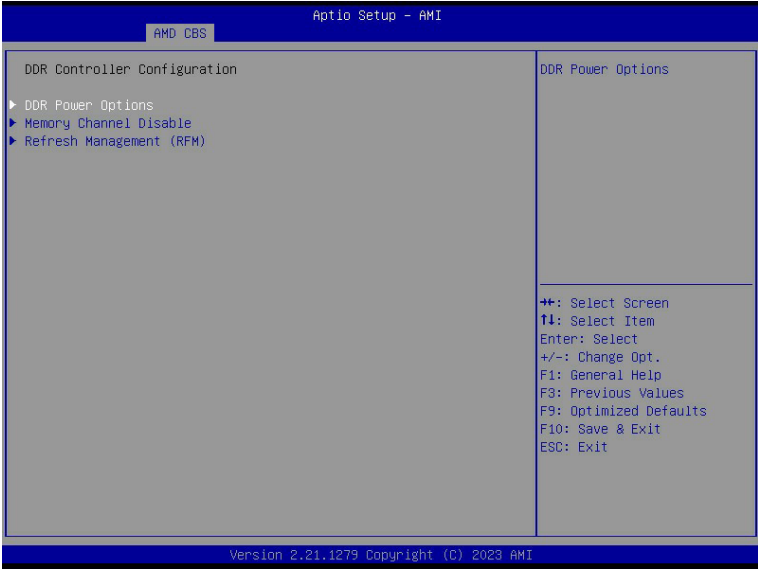 Aptio Setup – AMI
AMD CBS
DDR Controller Configuration
DDR Power Options
Memory Channel Disable
Refresh Management (RFM)
DDR Power Options
→←: Select Screen
↑↓: Select Item
Enter: Select
+/-: Change Opt.
F1: General Help
F3: Previous Values
F9: Optimized Defaults
F10: Save & Exit
ESC: Exit
Version 2.21.1279 Copyright (C) 2023 AMI